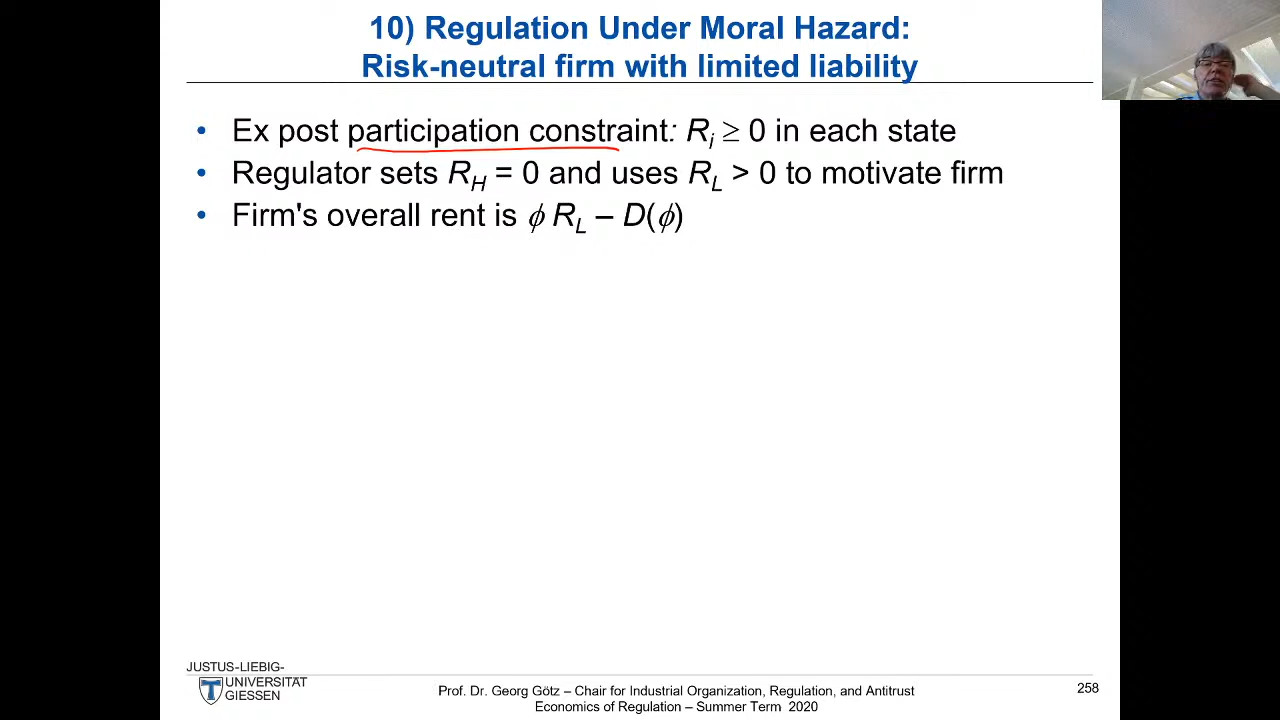 10) Regulation Under Moral Hazard:
Risk-neutral firm with limited liability
• Ex post participation constraint: Rᵢ ≥ 0 in each state
• Regulator sets R_H = 0 and uses R_L > 0 to motivate firm
• Firm's overall rent is ϕ R_L – D(ϕ)
JUSTUS-LIEBIG-
UNIVERSITÄT
GIESSEN
Prof. Dr. Georg Götz – Chair for Industrial Organization, Regulation, and Antitrust
Economics of Regulation – Summer Term 2020
258